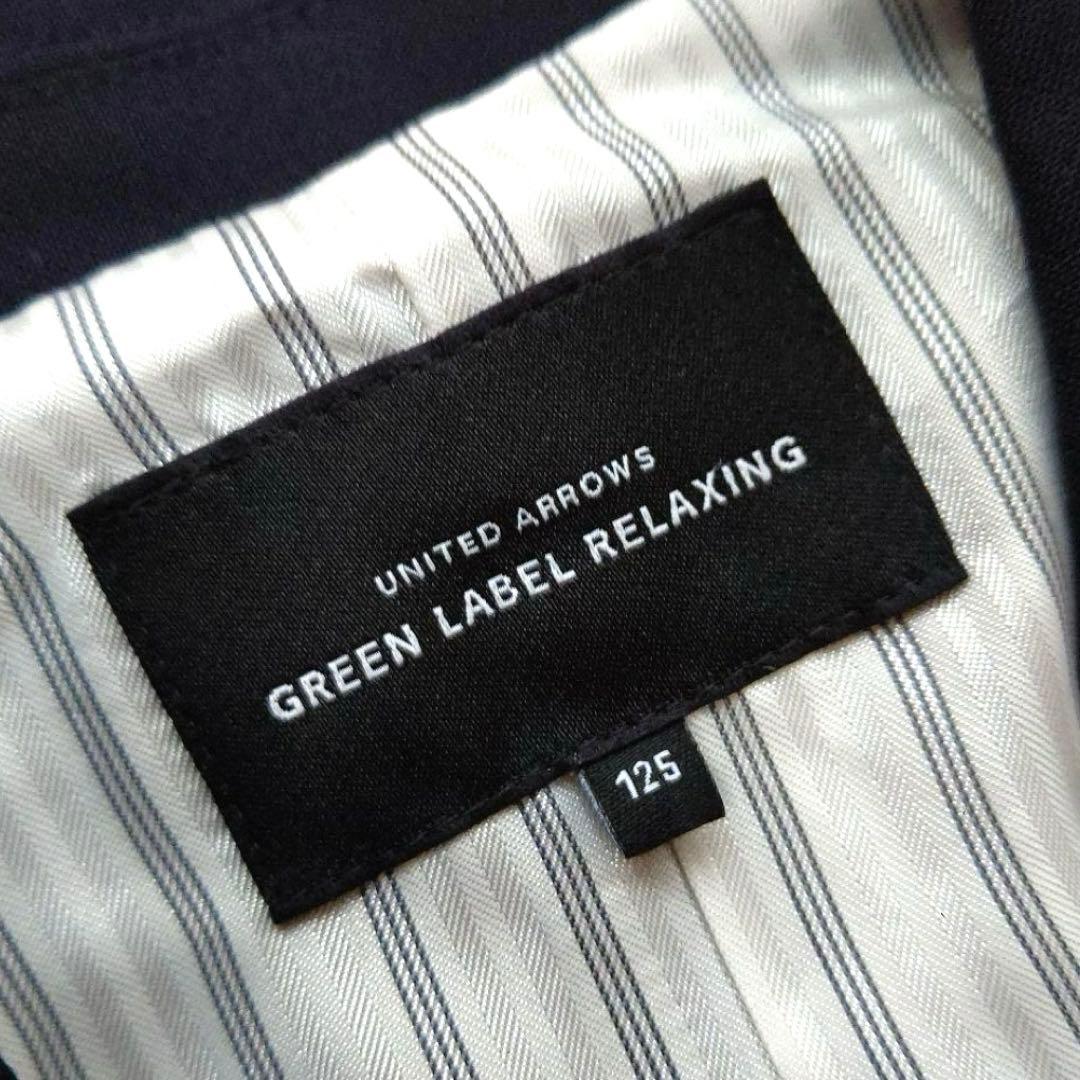 UNITED ARROWS
GREEN LABEL RELAXING
125